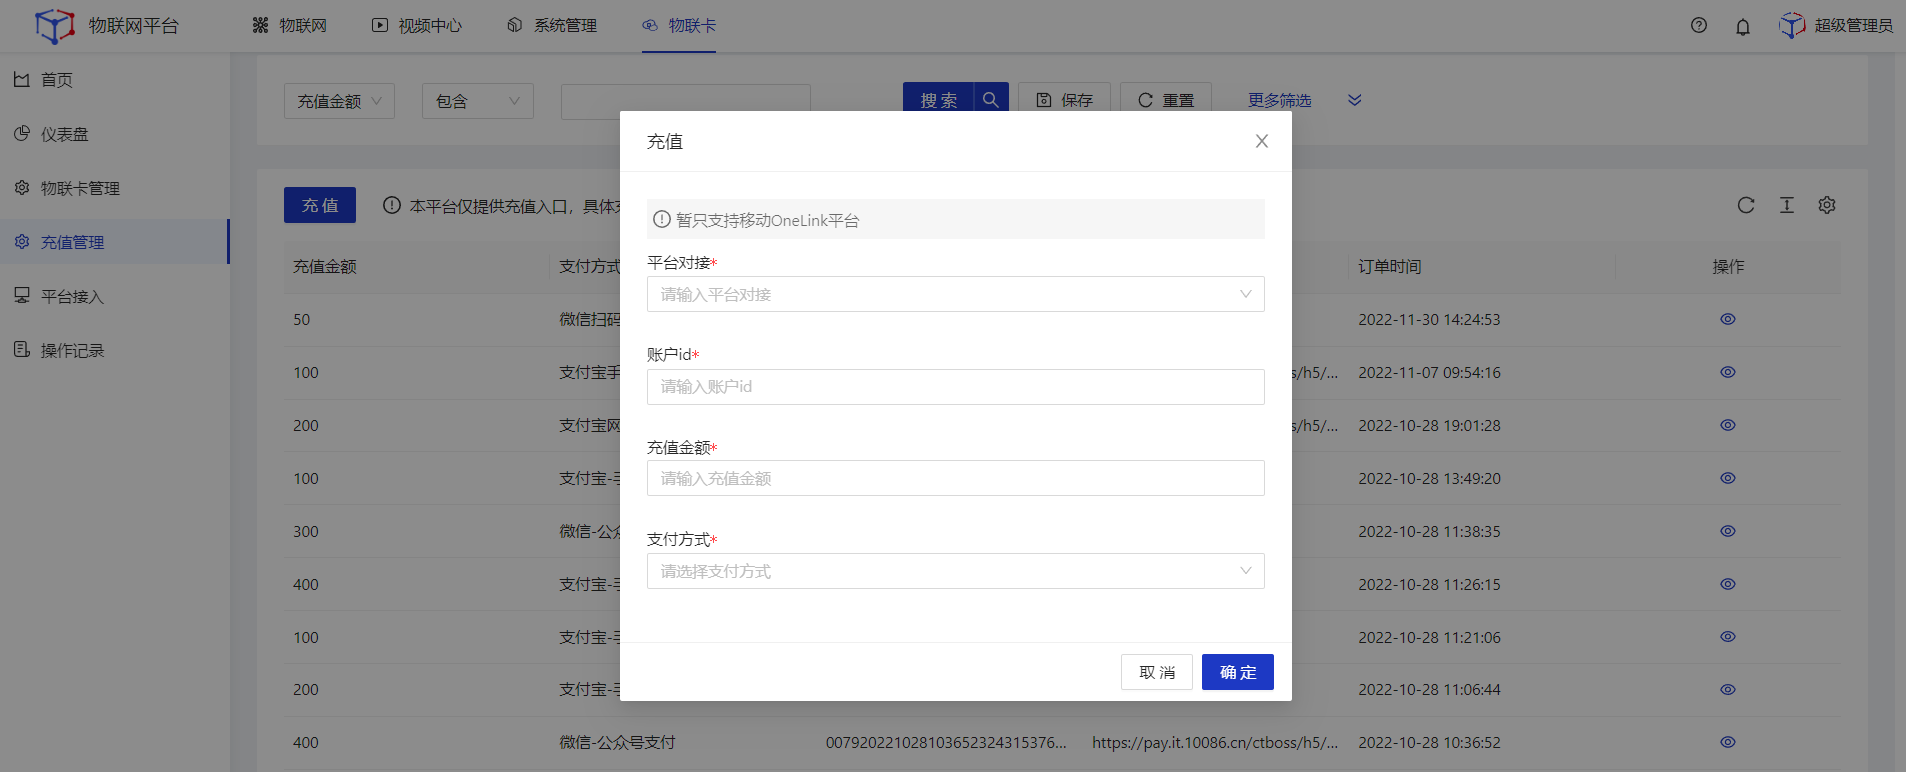 物联网平台 物联网 视频中心 系统管理 物联卡 超级管理员
首页
仪表盘
物联卡管理
充值管理
平台接入
操作记录
充值金额 包含 搜索 保存 重置 更多筛选
充值 本平台仅提供充值入口，具体
充值金额 支付方式 订单时间 操作
50 微信扫码 2022-11-30 14:24:53
100 支付宝手 s/h5/... 2022-11-07 09:54:16
200 支付宝网 s/h5/... 2022-10-28 19:01:28
100 支付宝-手 2022-10-28 13:49:20
300 微信-公众 2022-10-28 11:38:35
400 支付宝-手 2022-10-28 11:26:15
100 支付宝-手 2022-10-28 11:21:06
200 支付宝-手 2022-10-28 11:06:44
400 微信-公众号支付 007920221028103652324315376... https://pay.it.10086.cn/ctboss/h5/... 2022-10-28 10:36:52
充值
暂只支持移动OneLink平台
平台对接*
请输入平台对接
账户id*
请输入账户id
充值金额*
请输入充值金额
支付方式*
请选择支付方式
取消 确定